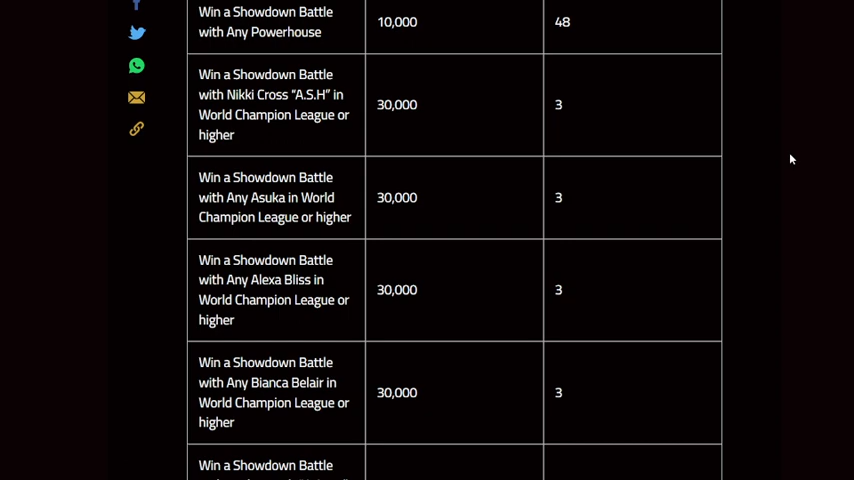 Win a Showdown Battle
with Any Powerhouse
10,000
48
Win a Showdown Battle
with Nikki Cross "A.S.H" in
World Champion League or
higher
30,000
3
Win a Showdown Battle
with Any Asuka in World
Champion League or higher
30,000
3
Win a Showdown Battle
with Any Alexa Bliss in
World Champion League or
higher
30,000
3
Win a Showdown Battle
with Any Bianca Belair in
World Champion League or
higher
30,000
3
Win a Showdown Battle